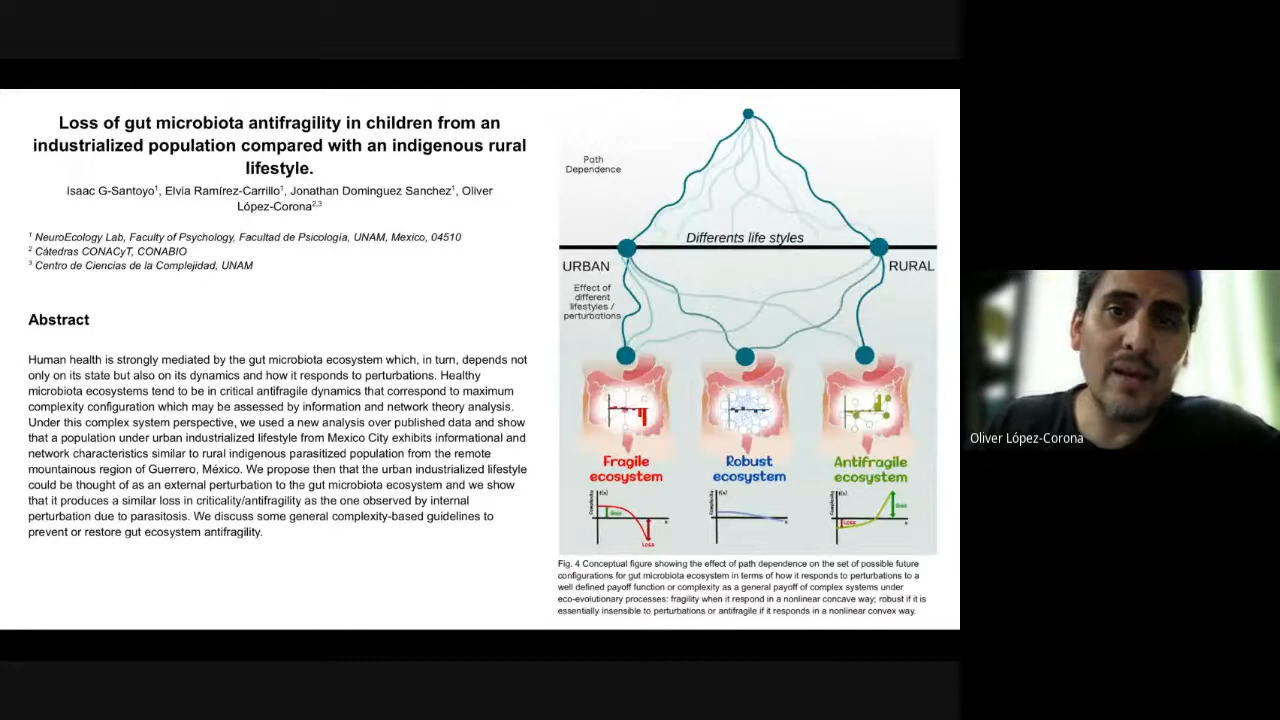 Loss of gut microbiota antifragility in children from an
industrialized population compared with an indigenous rural
lifestyle.
Isaac G-Santoyo¹, Elvia Ramírez-Carrillo¹, Jonathan Dominguez Sanchez¹, Oliver
López-Corona²,³
¹ NeuroEcology Lab, Faculty of Psychology, Facultad de Psicología, UNAM, Mexico, 04510
² Cátedras CONACyT, CONABIO
³ Centro de Ciencias de la Complejidad, UNAM
Abstract
Human health is strongly mediated by the gut microbiota ecosystem which, in turn, depends not
only on its state but also on its dynamics and how it responds to perturbations. Healthy
microbiota ecosystems tend to be in critical antifragile dynamics that correspond to maximum
complexity configuration which may be assessed by information and network theory analysis.
Under this complex system perspective, we used a new analysis over published data and show
that a population under urban industrialized lifestyle from Mexico City exhibits informational and
network characteristics similar to rural indigenous parasitized population from the remote
mountainous region of Guerrero, México. We propose then that the urban industrialized lifestyle
could be thought of as an external perturbation to the gut microbiota ecosystem and we show
that it produces a similar loss in criticality/antifragility as the one observed by internal
perturbation due to parasitosis. We discuss some general complexity-based guidelines to
prevent or restore gut ecosystem antifragility.
Path
Dependence
Differents life styles
URBAN
RURAL
Effect of
different
lifestyles /
perturbations
Fragile
ecosystem
Robust
ecosystem
Antifragile
ecosystem
Complexity
f(x)
Gain
x
Loss
Complexity
f(x)
x
Complexity
f(x)
Loss
Gain
x
Fig. 4 Conceptual figure showing the effect of path dependence on the set of possible future
configurations for gut microbiota ecosystem in terms of how it responds to perturbations to a
well defined payoff function or complexity as a general payoff of complex systems under
eco-evolutionary processes: fragility when it respond in a nonlinear concave way; robust if it is
essentially insensible to perturbations or antifragile if it responds in a nonlinear convex way.
Oliver López-Corona